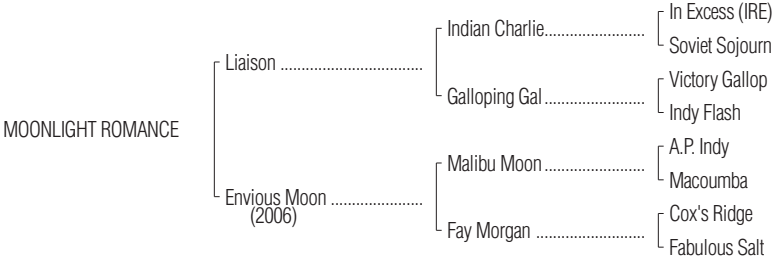 In Excess (IRE)
Indian Charlie
Soviet Sojourn
Liaison
Victory Gallop
Galloping Gal
Indy Flash
MOONLIGHT ROMANCE
A.P. Indy
Malibu Moon
Macoumba
Envious Moon
(2006)
Cox's Ridge
Fay Morgan
Fabulous Salt